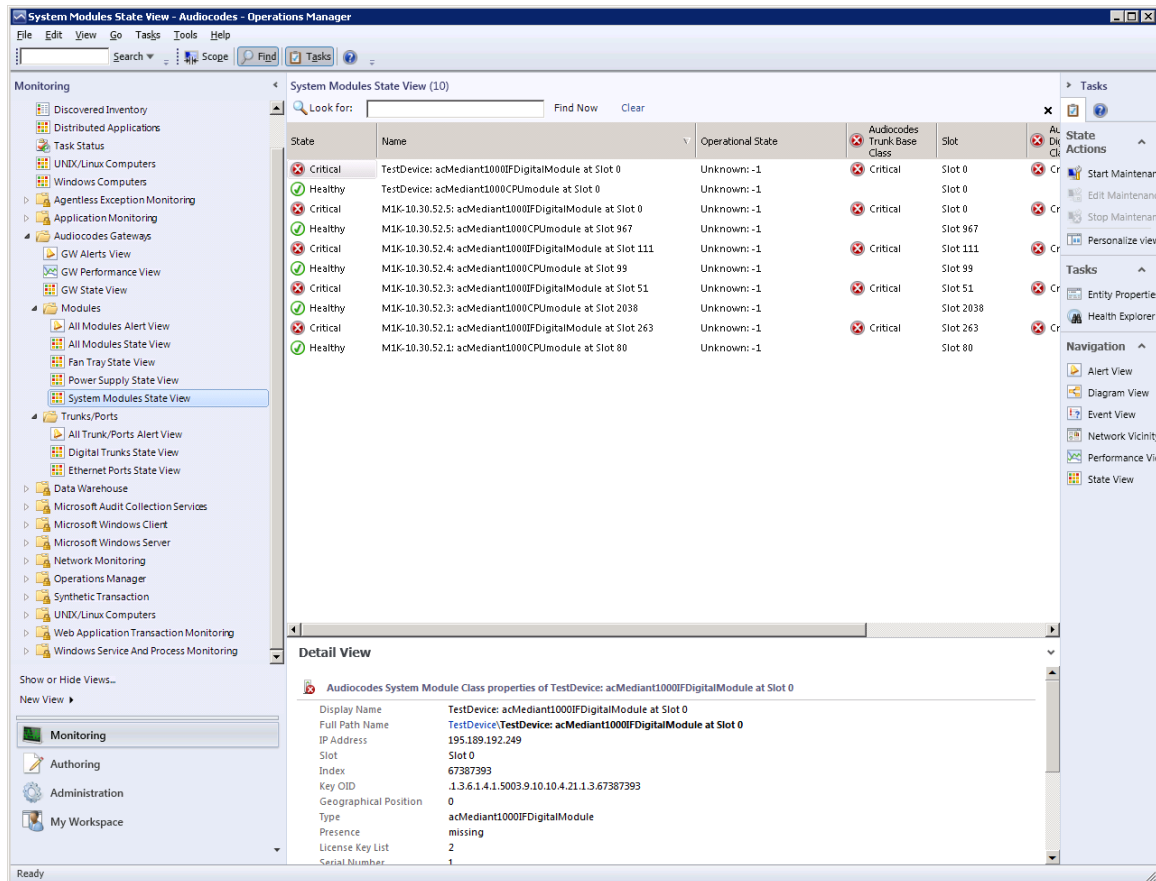 System Modules State View - Audiocodes - Operations Manager
File Edit View Go Tasks Tools Help
Search Scope Find Tasks
Monitoring
Discovered Inventory
Distributed Applications
Task Status
UNIX/Linux Computers
Windows Computers
Agentless Exception Monitoring
Application Monitoring
Audiocodes Gateways
GW Alerts View
GW Performance View
GW State View
Modules
All Modules Alert View
All Modules State View
Fan Tray State View
Power Supply State View
System Modules State View
Trunks/Ports
All Trunk/Ports Alert View
Digital Trunks State View
Ethernet Ports State View
Data Warehouse
Microsoft Audit Collection Services
Microsoft Windows Client
Microsoft Windows Server
Network Monitoring
Operations Manager
Synthetic Transaction
UNIX/Linux Computers
Web Application Transaction Monitoring
Windows Service And Process Monitoring
Show or Hide Views...
New View
Monitoring
Authoring
Administration
My Workspace
System Modules State View (10)
Look for: Find Now Clear
State Name Operational State Audiocodes Trunk Base Class Slot Au Dig Cla
Critical TestDevice: acMediant1000IFDigitalModule at Slot 0 Unknown: -1 Critical Slot 0 Cr
Healthy TestDevice: acMediant1000CPUmodule at Slot 0 Unknown: -1 Slot 0
Critical M1K-10.30.52.5: acMediant1000IFDigitalModule at Slot 0 Unknown: -1 Critical Slot 0 Cr
Healthy M1K-10.30.52.5: acMediant1000CPUmodule at Slot 967 Unknown: -1 Slot 967
Critical M1K-10.30.52.4: acMediant1000IFDigitalModule at Slot 111 Unknown: -1 Critical Slot 111 Cr
Healthy M1K-10.30.52.4: acMediant1000CPUmodule at Slot 99 Unknown: -1 Slot 99
Critical M1K-10.30.52.3: acMediant1000IFDigitalModule at Slot 51 Unknown: -1 Critical Slot 51 Cr
Healthy M1K-10.30.52.3: acMediant1000CPUmodule at Slot 2038 Unknown: -1 Slot 2038
Critical M1K-10.30.52.1: acMediant1000IFDigitalModule at Slot 263 Unknown: -1 Critical Slot 263 Cr
Healthy M1K-10.30.52.1: acMediant1000CPUmodule at Slot 80 Unknown: -1 Slot 80
Detail View
Audiocodes System Module Class properties of TestDevice: acMediant1000IFDigitalModule at Slot 0
Display Name TestDevice: acMediant1000IFDigitalModule at Slot 0
Full Path Name TestDevice\TestDevice: acMediant1000IFDigitalModule at Slot 0
IP Address 195.189.192.249
Slot Slot 0
Index 67387393
Key OID .1.3.6.1.4.1.5003.9.10.10.4.21.1.3.67387393
Geographical Position 0
Type acMediant1000IFDigitalModule
Presence missing
License Key List 2
Serial Number 1
Tasks
State Actions
Start Maintenan
Edit Maintenanc
Stop Maintenan
Personalize view
Tasks
Entity Propertie
Health Explorer
Navigation
Alert View
Diagram View
Event View
Network Vicinity
Performance Vi
State View
Ready